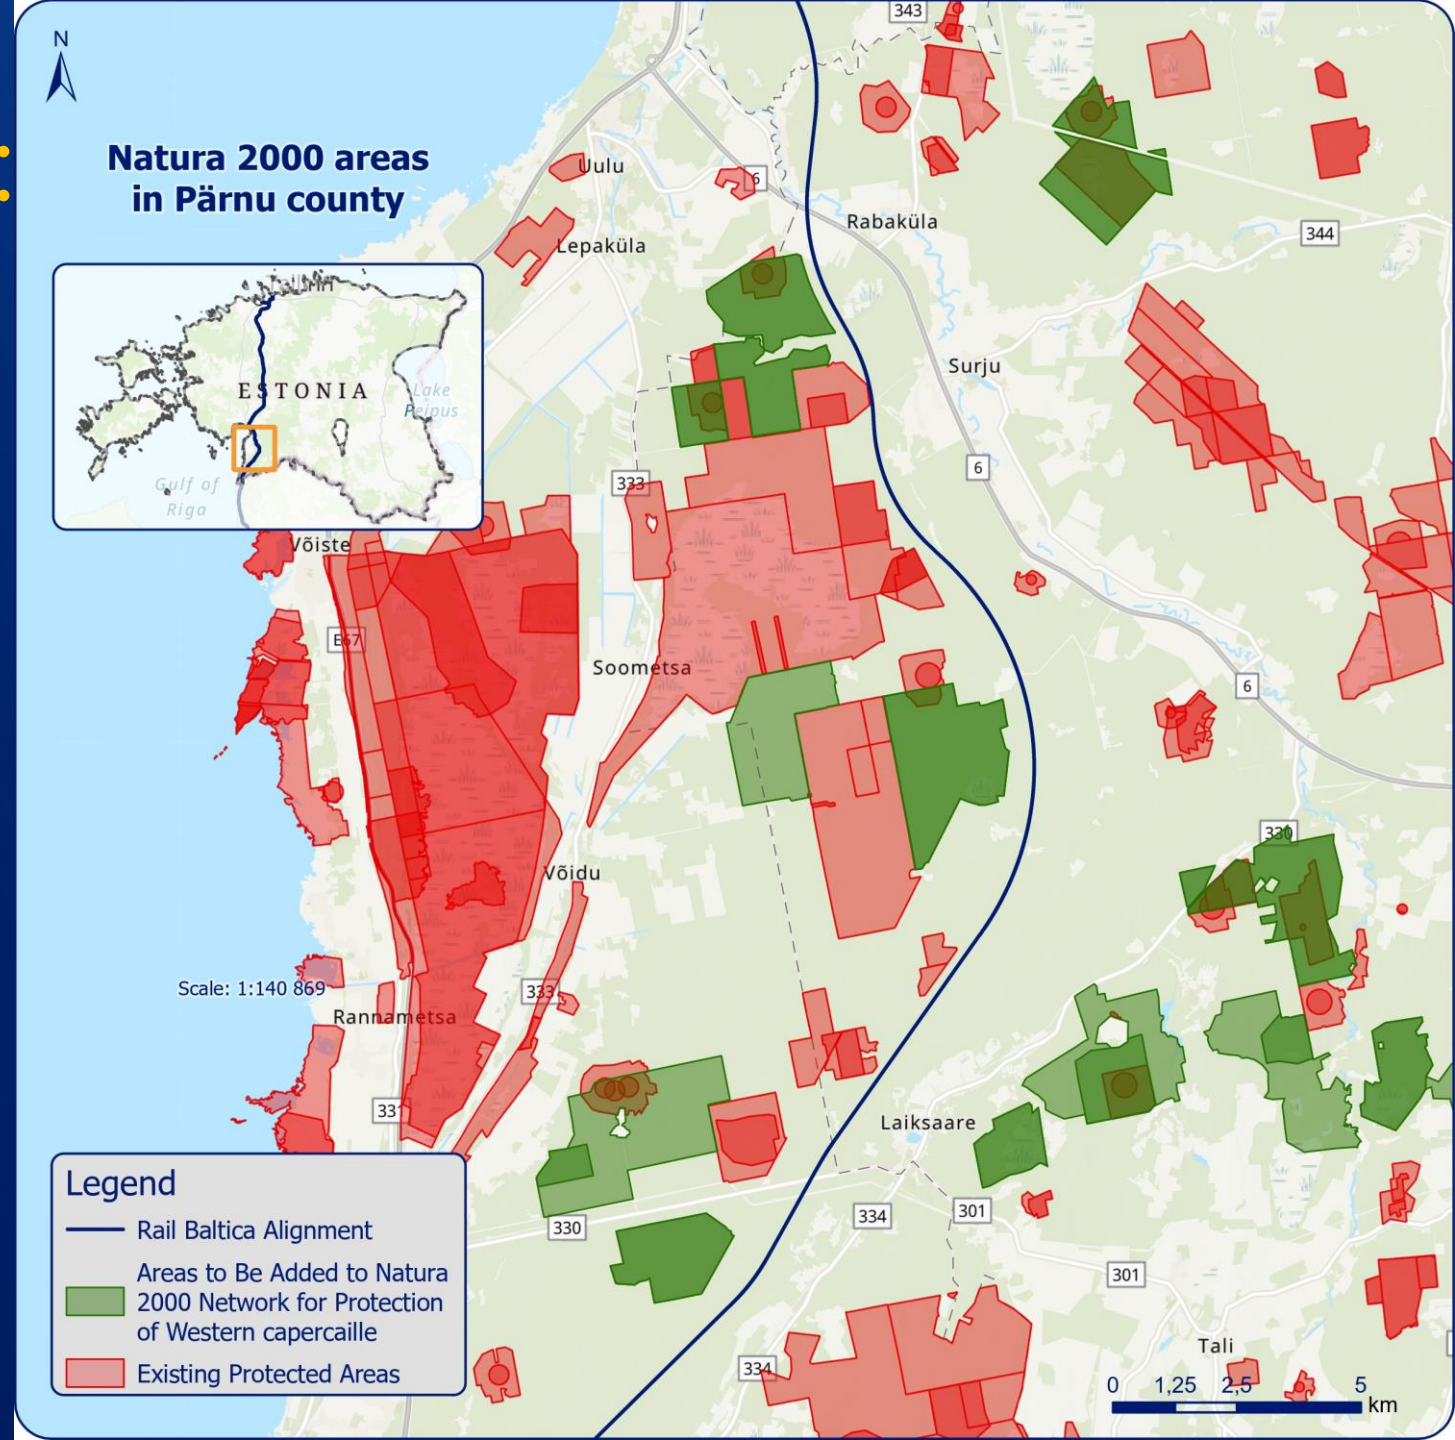 N
Natura 2000 areas
in Pärnu county
ESTONIA
Lake
Peipus
Gulf of
Riga
343
Uulu
6
Rabaküla
Lepaküla
344
Surju
6
333
Võiste
E67
Soometsa
6
330
Võidu
Scale: 1:140 869
333
Rannametsa
331
Laiksaare
334
301
330
301
Tali
334
Legend
Rail Baltica Alignment
Areas to Be Added to Natura
2000 Network for Protection
of Western capercaille
Existing Protected Areas
0 1,25 2,5 5
km